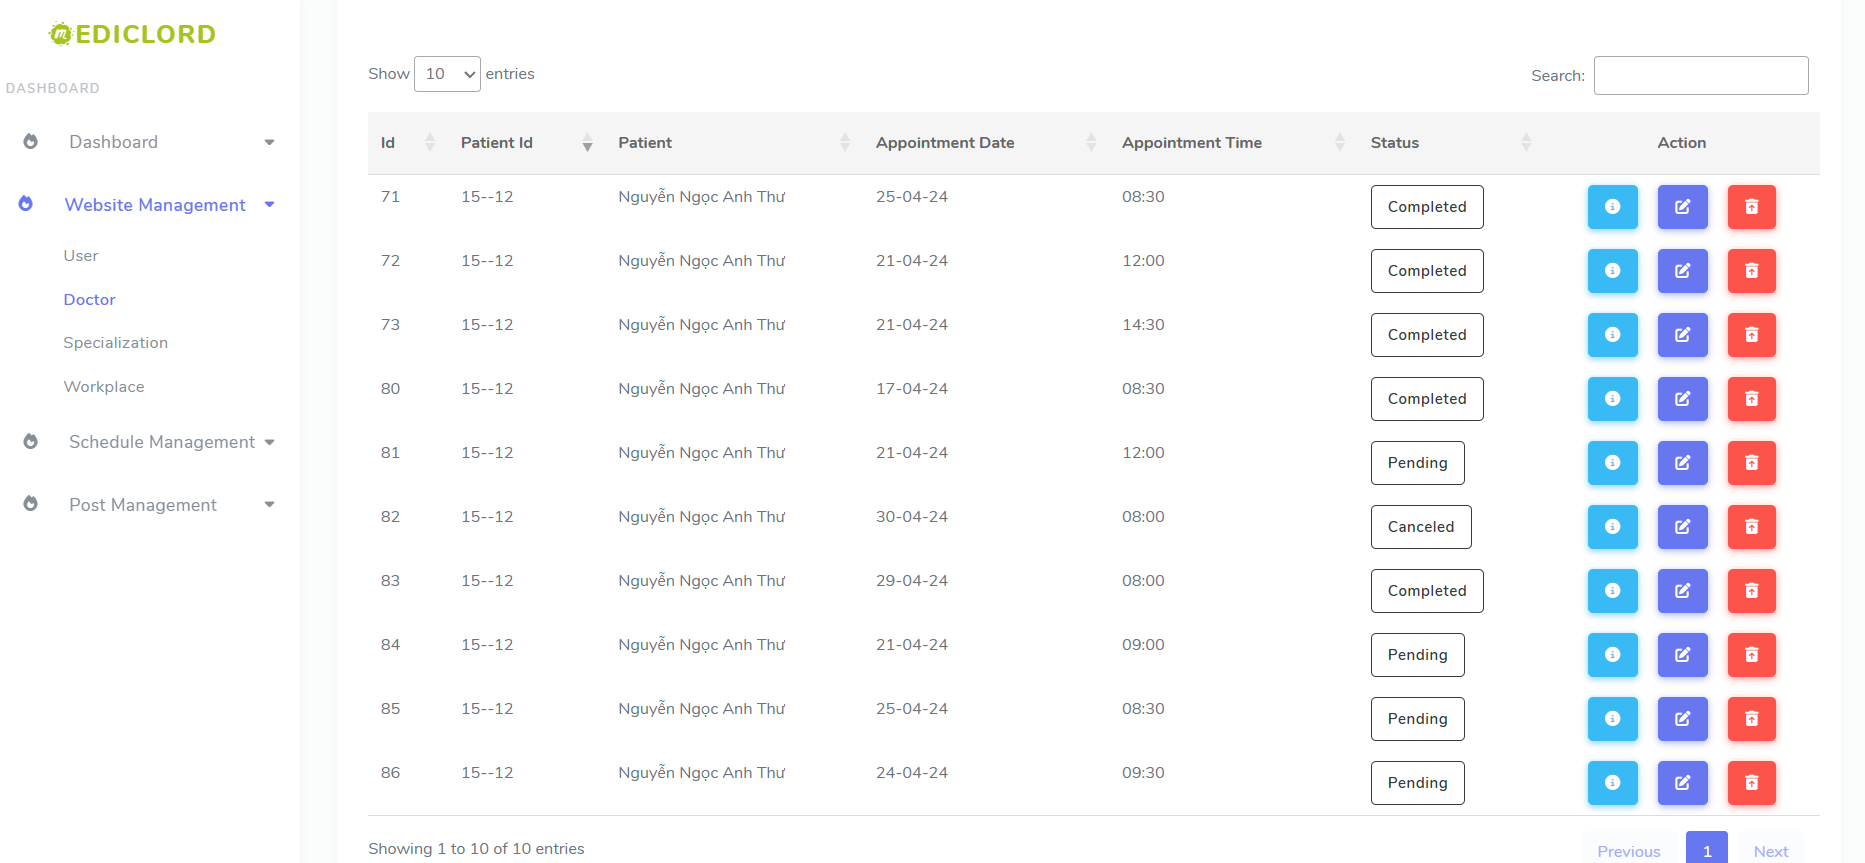 mEDICLORD
DASHBOARD
Dashboard
Website Management
User
Doctor
Specialization
Workplace
Schedule Management
Post Management
Show 10 entries
Search:
Id Patient Id Patient Appointment Date Appointment Time Status Action
71 15--12 Nguyễn Ngọc Anh Thư 25-04-24 08:30 Completed
72 15--12 Nguyễn Ngọc Anh Thư 21-04-24 12:00 Completed
73 15--12 Nguyễn Ngọc Anh Thư 21-04-24 14:30 Completed
80 15--12 Nguyễn Ngọc Anh Thư 17-04-24 08:30 Completed
81 15--12 Nguyễn Ngọc Anh Thư 21-04-24 12:00 Pending
82 15--12 Nguyễn Ngọc Anh Thư 30-04-24 08:00 Canceled
83 15--12 Nguyễn Ngọc Anh Thư 29-04-24 08:00 Completed
84 15--12 Nguyễn Ngọc Anh Thư 21-04-24 09:00 Pending
85 15--12 Nguyễn Ngọc Anh Thư 25-04-24 08:30 Pending
86 15--12 Nguyễn Ngọc Anh Thư 24-04-24 09:30 Pending
Showing 1 to 10 of 10 entries
Previous 1 Next